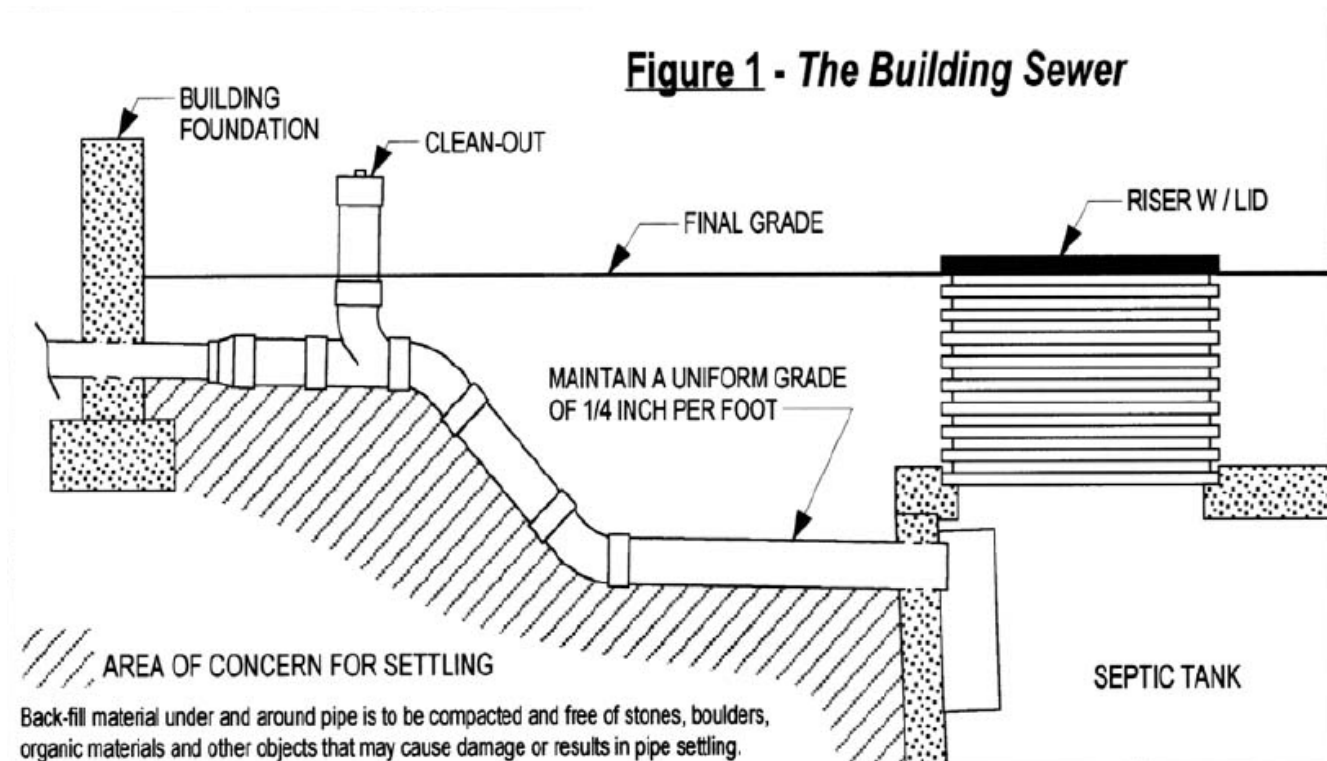 Figure 1 - The Building Sewer
BUILDING
FOUNDATION
CLEAN-OUT
FINAL GRADE
RISER W / LID
MAINTAIN A UNIFORM GRADE
OF 1/4 INCH PER FOOT
AREA OF CONCERN FOR SETTLING
SEPTIC TANK
Back-fill material under and around pipe is to be compacted and free of stones, boulders,
organic materials and other objects that may cause damage or results in pipe settling.